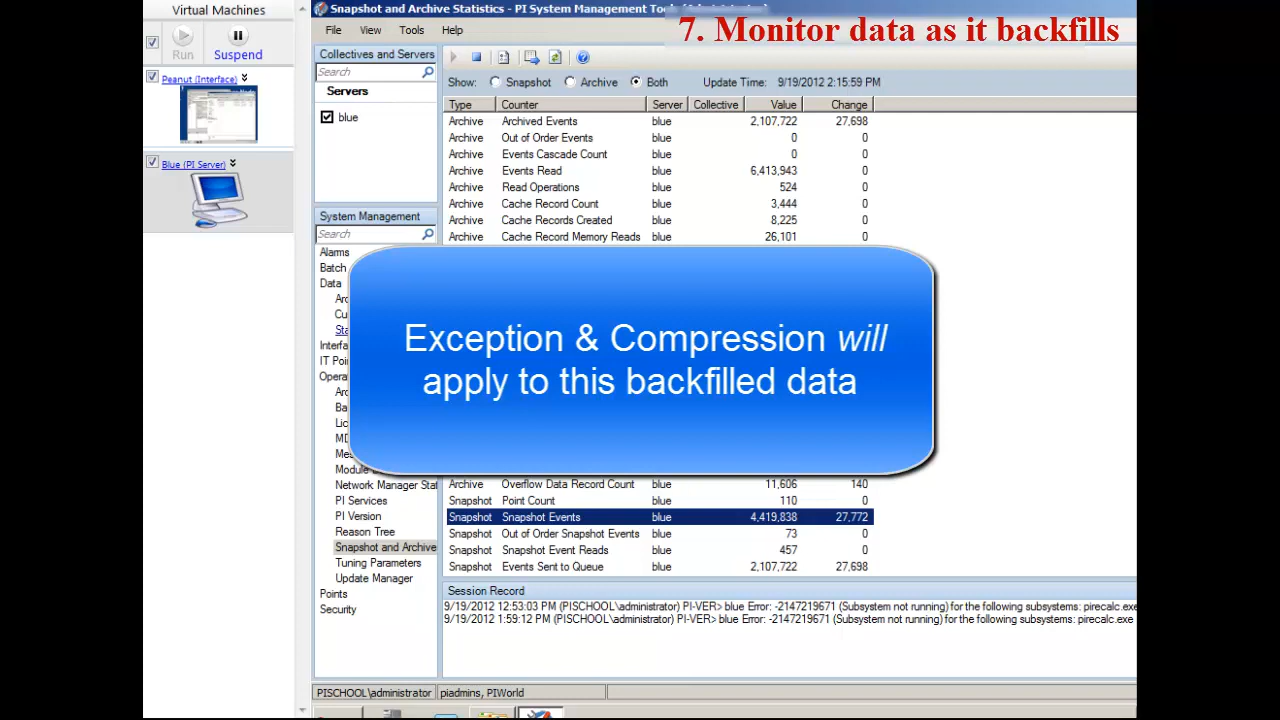 Virtual Machines
Run
Suspend
Peanut (Interface)
Blue (PI Server)
Snapshot and Archive Statistics - PI System Management Tools (Administrator)
7. Monitor data as it backfills
File View Tools Help
Collectives and Servers
Search
Servers
blue
System Management
Search
Alarms
Batch
Data
Ar
Cu
Sta
Interfa
IT Poi
Opera
Ar
Ba
Lic
MD
Me
Module
Network Manager Stat
PI Services
PI Version
Reason Tree
Snapshot and Archive
Tuning Parameters
Update Manager
Points
Security
Show: Snapshot Archive Both Update Time: 9/19/2012 2:15:59 PM
Type Counter Server Collective Value Change
Archive Archived Events blue 2,107,722 27,698
Archive Out of Order Events blue 0 0
Archive Events Cascade Count blue 0 0
Archive Events Read blue 6,413,943 0
Archive Read Operations blue 524 0
Archive Cache Record Count blue 3,444 0
Archive Cache Records Created blue 8,225 0
Archive Cache Record Memory Reads blue 26,101 0
Exception & Compression will
apply to this backfilled data
Archive Overflow Data Record Count blue 11,606 140
Snapshot Point Count blue 110 0
Snapshot Snapshot Events blue 4,419,838 27,772
Snapshot Out of Order Snapshot Events blue 73 0
Snapshot Snapshot Event Reads blue 457 0
Snapshot Events Sent to Queue blue 2,107,722 27,698
Session Record
9/19/2012 12:53:03 PM (PISCHOOL\administrator) PI-VER> blue Error: -2147219671 (Subsystem not running) for the following subsystems: pirecalc.exe
9/19/2012 1:59:12 PM (PISCHOOL\administrator) PI-VER> blue Error: -2147219671 (Subsystem not running) for the following subsystems: pirecalc.exe
PISCHOOL\administrator piadmins, PIWorld